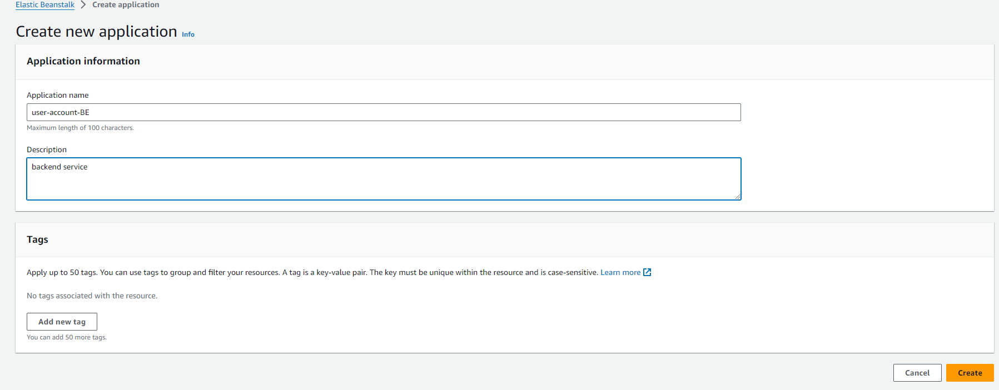 Elastic Beanstalk > Create application
Create new application Info
Application information
Application name
user-account-BE
Maximum length of 100 characters.
Description
backend service
Tags
Apply up to 50 tags. You can use tags to group and filter your resources. A tag is a key-value pair. The key must be unique within the resource and is case-sensitive. Learn more
No tags associated with the resource.
Add new tag
You can add 50 more tags.
Cancel Create